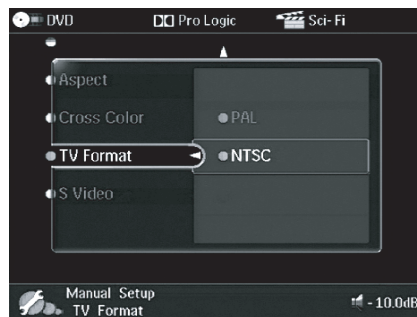 DVD
Pro Logic
Sci-Fi
Aspect
Cross Color
PAL
TV Format
NTSC
S Video
Manual Setup
TV Format
-10.0dB